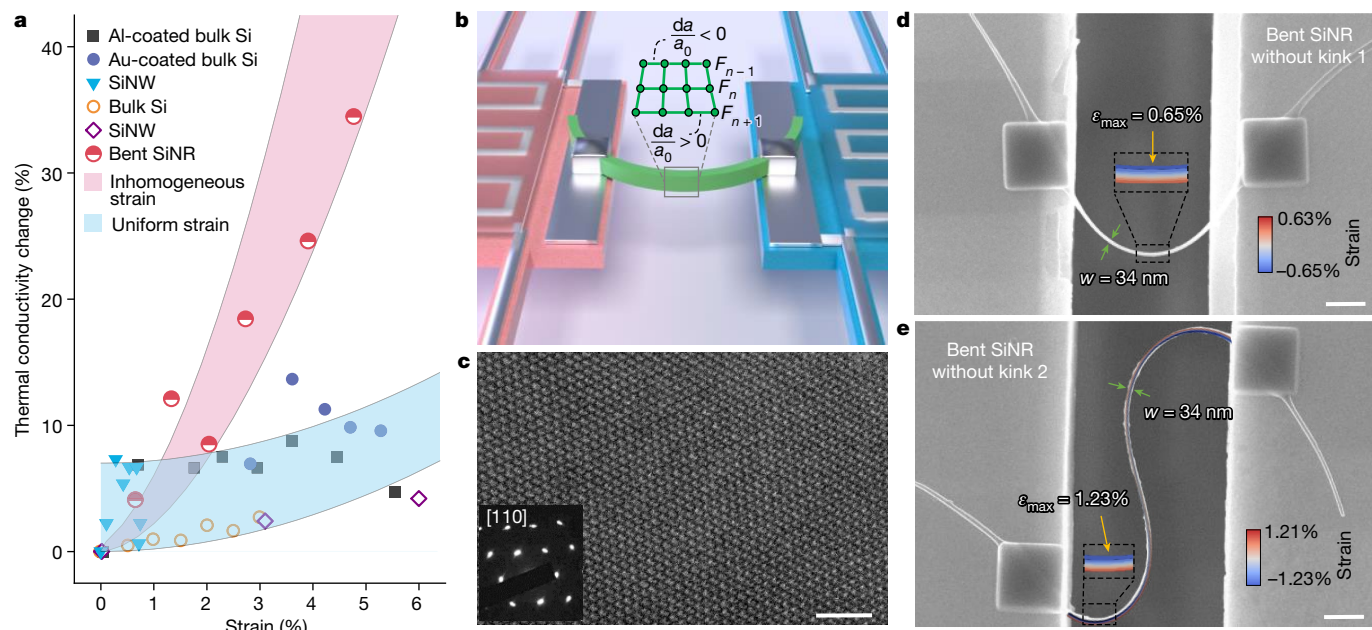 a
Thermal conductivity change (%)
40
30
20
10
0
0 1 2 3 4 5 6
Strain (%)
Al-coated bulk Si
Au-coated bulk Si
SiNW
Bulk Si
SiNW
Bent SiNR
Inhomogeneous
strain
Uniform strain
b
da/a0 < 0
Fn − 1
Fn
Fn + 1
da/a0 > 0
c
[110]
d
Bent SiNR
without kink 1
εmax = 0.65%
0.63%
−0.65%
Strain
w = 34 nm
e
Bent SiNR
without kink 2
w = 34 nm
εmax = 1.23%
1.21%
−1.23%
Strain